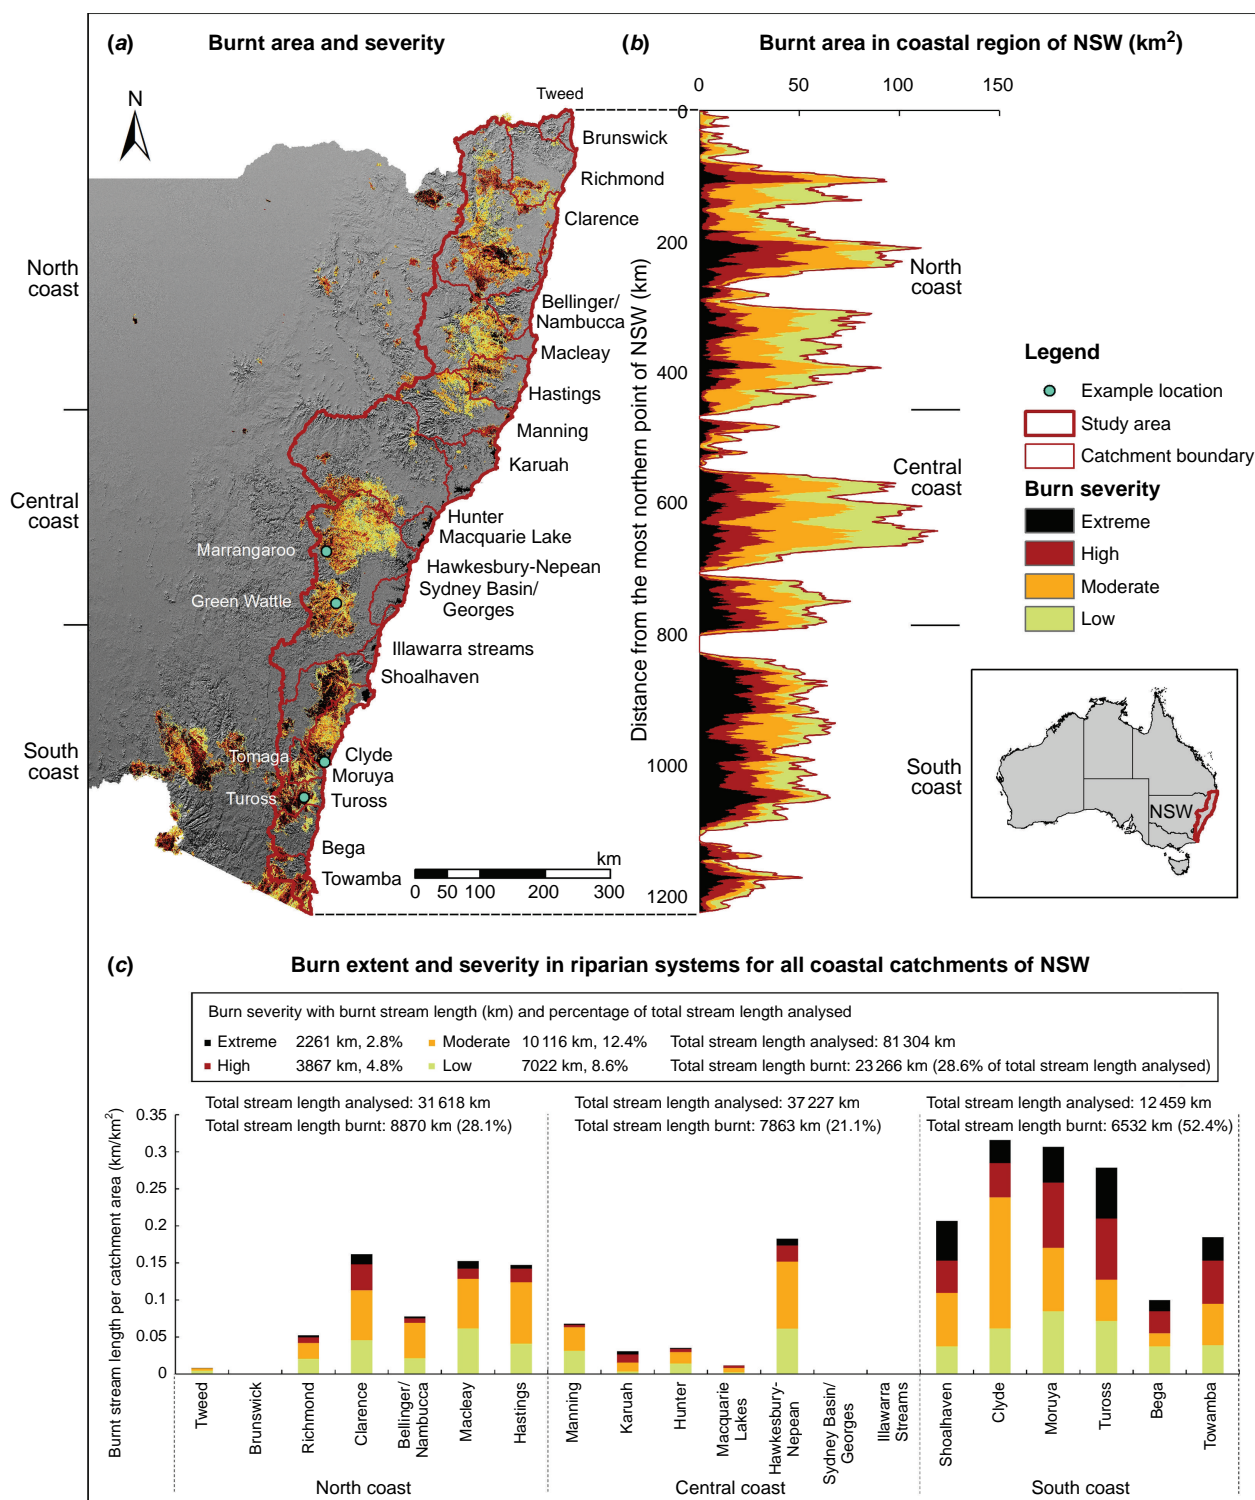 (a) Burnt area and severity
(b) Burnt area in coastal region of NSW (km²)
N
Tweed
Brunswick
Richmond
Clarence
Bellinger/
Nambucca
Macleay
Hastings
Manning
Karuah
Hunter
Macquarie Lake
Hawkesbury-Nepean
Sydney Basin/
Georges
Illawarra streams
Shoalhaven
Clyde
Moruya
Tuross
Bega
Towamba
North
coast
Central
coast
South
coast
Marrangaroo
Green Wattle
Tomaga
Tuross
km
0 50 100 200 300
0 50 100 150
Distance from the most northern point of NSW (km)
0
200
400
600
800
1000
1200
North
coast
Central
coast
South
coast
Legend
Example location
Study area
Catchment boundary
Burn severity
Extreme
High
Moderate
Low
NSW
(c) Burn extent and severity in riparian systems for all coastal catchments of NSW
Burn severity with burnt stream length (km) and percentage of total stream length analysed
Extreme 2261 km, 2.8% Moderate 10 116 km, 12.4% Total stream length analysed: 81 304 km
High 3867 km, 4.8% Low 7022 km, 8.6% Total stream length burnt: 23 266 km (28.6% of total stream length analysed)
Total stream length analysed: 31 618 km
Total stream length burnt: 8870 km (28.1%)
Total stream length analysed: 37 227 km
Total stream length burnt: 7863 km (21.1%)
Total stream length analysed: 12 459 km
Total stream length burnt: 6532 km (52.4%)
Burnt stream length per catchment area (km/km²)
0.35
0.3
0.25
0.2
0.15
0.1
0.05
0
Tweed
Brunswick
Richmond
Clarence
Bellinger/
Nambucca
Macleay
Hastings
Manning
Karuah
Hunter
Macquarie
Lakes
Hawkesbury-
Nepean
Sydney Basin/
Georges
Illawarra
Streams
Shoalhaven
Clyde
Moruya
Tuross
Bega
Towamba
North coast
Central coast
South coast